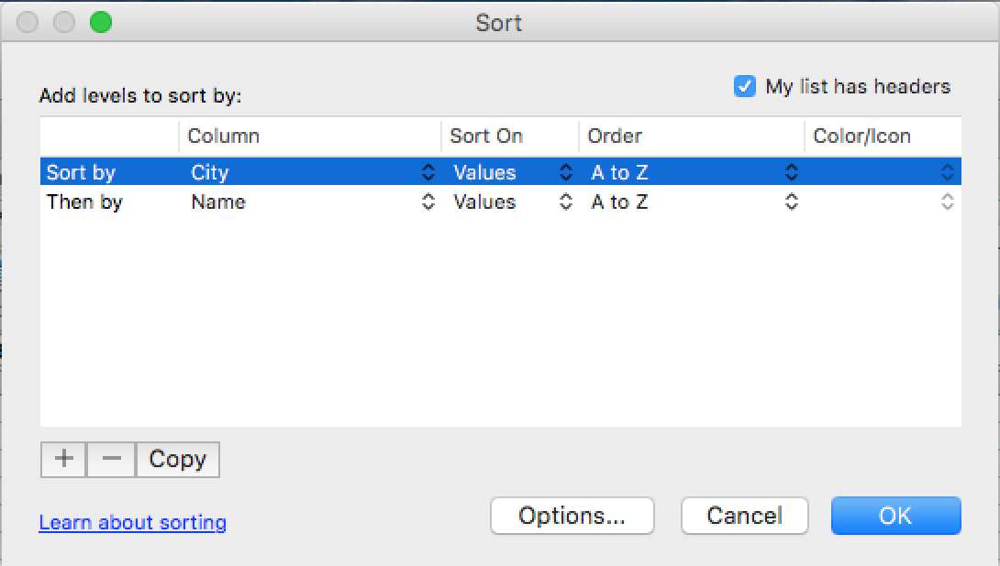 Sort
Add levels to sort by:
My list has headers
Column Sort On Order Color/Icon
Sort by City Values A to Z
Then by Name Values A to Z
+ − Copy
Learn about sorting
Options... Cancel OK